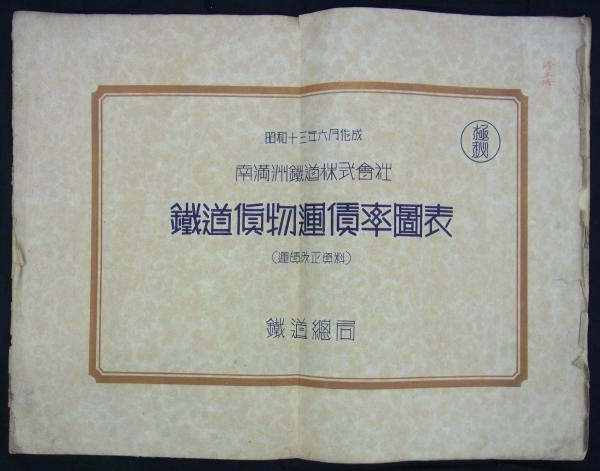 極秘
昭和十三年六月作成
南満洲鐵道株式會社
鐵道貨物運賃率圖表
（運賃改正資料）
鐵道總局